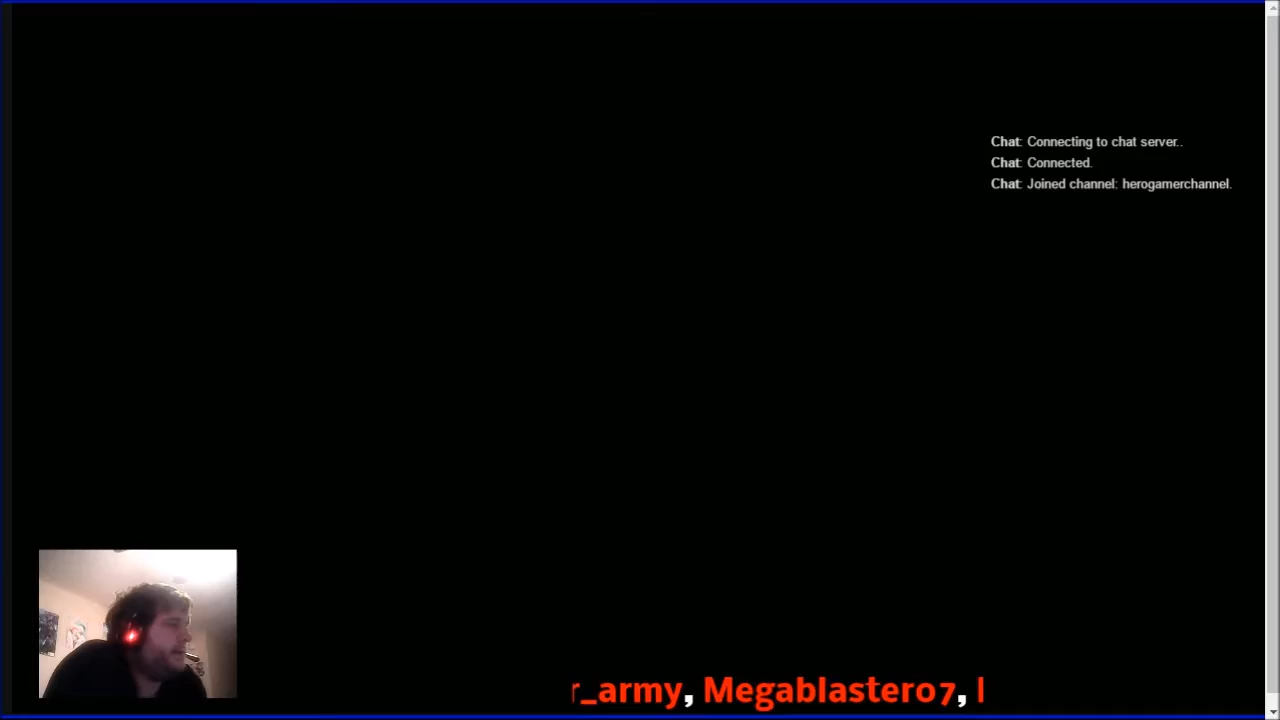 Chat: Connecting to chat server..
Chat: Connected.
Chat: Joined channel: herogamerchannel.
r_army, Megablaster07,